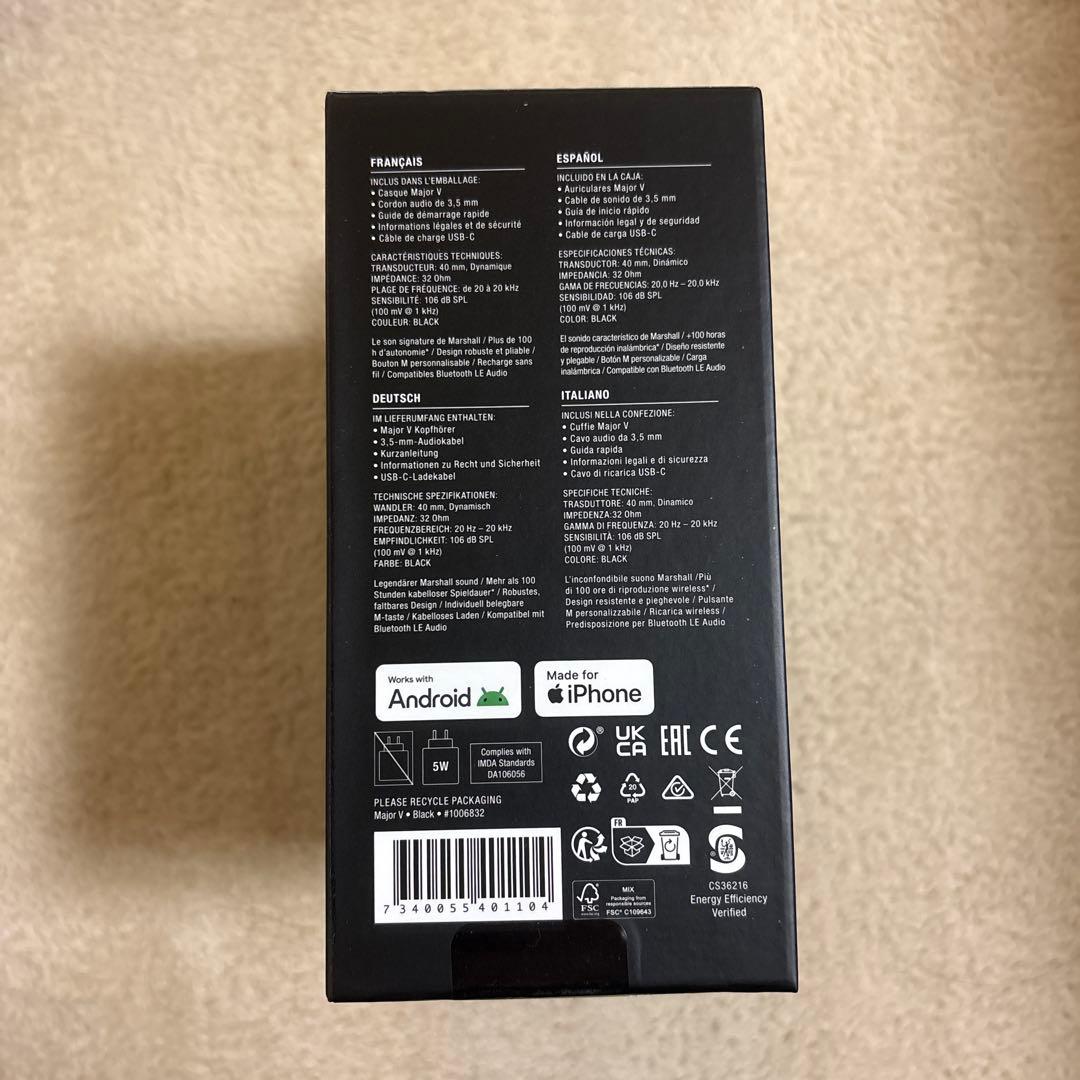 FRANÇAIS
INCLUS DANS L'EMBALLAGE:
• Casque Major V
• Cordon audio de 3,5 mm
• Guide de démarrage rapide
• Informations légales et de sécurité
• Câble de charge USB-C
CARACTÉRISTIQUES TECHNIQUES:
TRANSDUCTEUR: 40 mm, Dynamique
IMPÉDANCE: 32 Ohm
PLAGE DE FRÉQUENCE: de 20 à 20 kHz
SENSIBILITÉ: 106 dB SPL
(100 mV @ 1 kHz)
COULEUR: BLACK
Le son signature de Marshall / Plus de 100
h d'autonomie* / Design robuste et pliable /
Bouton M personnalisable / Recharge sans
fil / Compatibles Bluetooth LE Audio
ESPAÑOL
INCLUIDO EN LA CAJA:
• Auriculares Major V
• Cable de sonido de 3,5 mm
• Guía de inicio rápido
• Información legal y de seguridad
• Cable de carga USB-C
ESPECIFICACIONES TÉCNICAS:
TRANSDUCTOR: 40 mm, Dinámico
IMPEDANCIA: 32 Ohm
GAMA DE FRECUENCIAS: 20,0 Hz – 20,0 kHz
SENSIBILIDAD: 106 dB SPL
(100 mV @ 1 kHz)
COLOR: BLACK
El sonido característico de Marshall / +100 horas
de reproducción inalámbrica* / Diseño resistente
y plegable / Botón M personalizable / Carga
inalámbrica / Compatible con Bluetooth LE Audio
DEUTSCH
IM LIEFERUMFANG ENTHALTEN:
• Major V Kopfhörer
• 3,5-mm-Audiokabel
• Kurzanleitung
• Informationen zu Recht und Sicherheit
• USB-C-Ladekabel
TECHNISCHE SPEZIFIKATIONEN:
WANDLER: 40 mm, Dynamisch
IMPEDANZ: 32 Ohm
FREQUENZBEREICH: 20 Hz – 20 kHz
EMPFINDLICHKEIT: 106 dB SPL
(100 mV @ 1 kHz)
FARBE: BLACK
Legendärer Marshall sound / Mehr als 100
Stunden kabelloser Spieldauer* / Robustes,
faltbares Design / Individuell belegbare
M-taste / Kabelloses Laden / Kompatibel mit
Bluetooth LE Audio
ITALIANO
INCLUSI NELLA CONFEZIONE:
• Cuffie Major V
• Cavo audio da 3,5 mm
• Guida rapida
• Informazioni legali e di sicurezza
• Cavo di ricarica USB-C
SPECIFICHE TECNICHE:
TRASDUTTORE: 40 mm, Dinamico
IMPEDENZA:32 Ohm
GAMMA DI FREQUENZA: 20 Hz – 20 kHz
SENSIBILITÀ: 106 dB SPL
(100 mV @ 1 kHz)
COLORE: BLACK
L'inconfondibile suono Marshall /Più
di 100 ore di riproduzione wireless* /
Design resistente e pieghevole / Pulsante
M personalizzabile / Ricarica wireless /
Predisposizione per Bluetooth LE Audio
Works with
Android
Made for
iPhone
5W
Complies with
IMDA Standards
DA106056
®
UK
CA
EAC
CE
20
PAP
PLEASE RECYCLE PACKAGING
Major V • Black • #1006832
7 340055 401104
FR
FSC
MIX
Packaging from
responsible sources
FSC® C109643
CS36216
Energy Efficiency
Verified